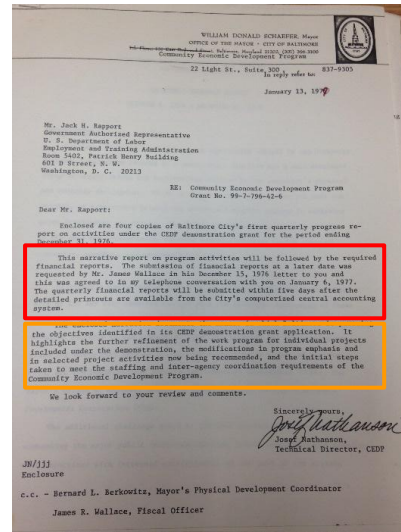 WILLIAM DONALD SCHAEFER, Mayor
OFFICE OF THE MAYOR - CITY OF BALTIMORE
Community Economic Development Program
22 Light St., Suite 300
837-9305
In reply refer to:
January 13, 1977
Mr. Jack H. Rapport
Government Authorized Representative
U. S. Department of Labor
Employment and Training Administration
Room 5402, Patrick Henry Building
601 D Street, N. W.
Washington, D. C. 20213
RE: Community Economic Development Program
Grant No. 99-7-796-42-6
Dear Mr. Rapport:
Enclosed are four copies of Baltimore City's first quarterly progress re-
port on activities under the CEDP demonstration grant for the period ending
December 31, 1976.
This narrative report on program activities will be followed by the required
financial reports. The submission of financial reports at a later date was
requested by Mr. James Wallace in his December 15, 1976 letter to you and
this was agreed to in my telephone conversation with you on January 6, 1977.
The quarterly financial reports will be submitted within five days after the
detailed printouts are available from the City's computerized central accounting
system.
the objectives identified in its CEDP demonstration grant application. It
highlights the further refinement of the work program for individual projects
included under the demonstration, the modifications in program emphasis and
in selected project activities now being recommended, and the initial steps
taken to meet the staffing and inter-agency coordination requirements of the
Community Economic Development Program.
We look forward to your review and comments.
Sincerely yours,
Josef Nathanson
Josef Nathanson,
Technical Director, CEDP
JN/jjj
Enclosure
c.c. - Bernard L. Berkowitz, Mayor's Physical Development Coordinator
James R. Wallace, Fiscal Officer